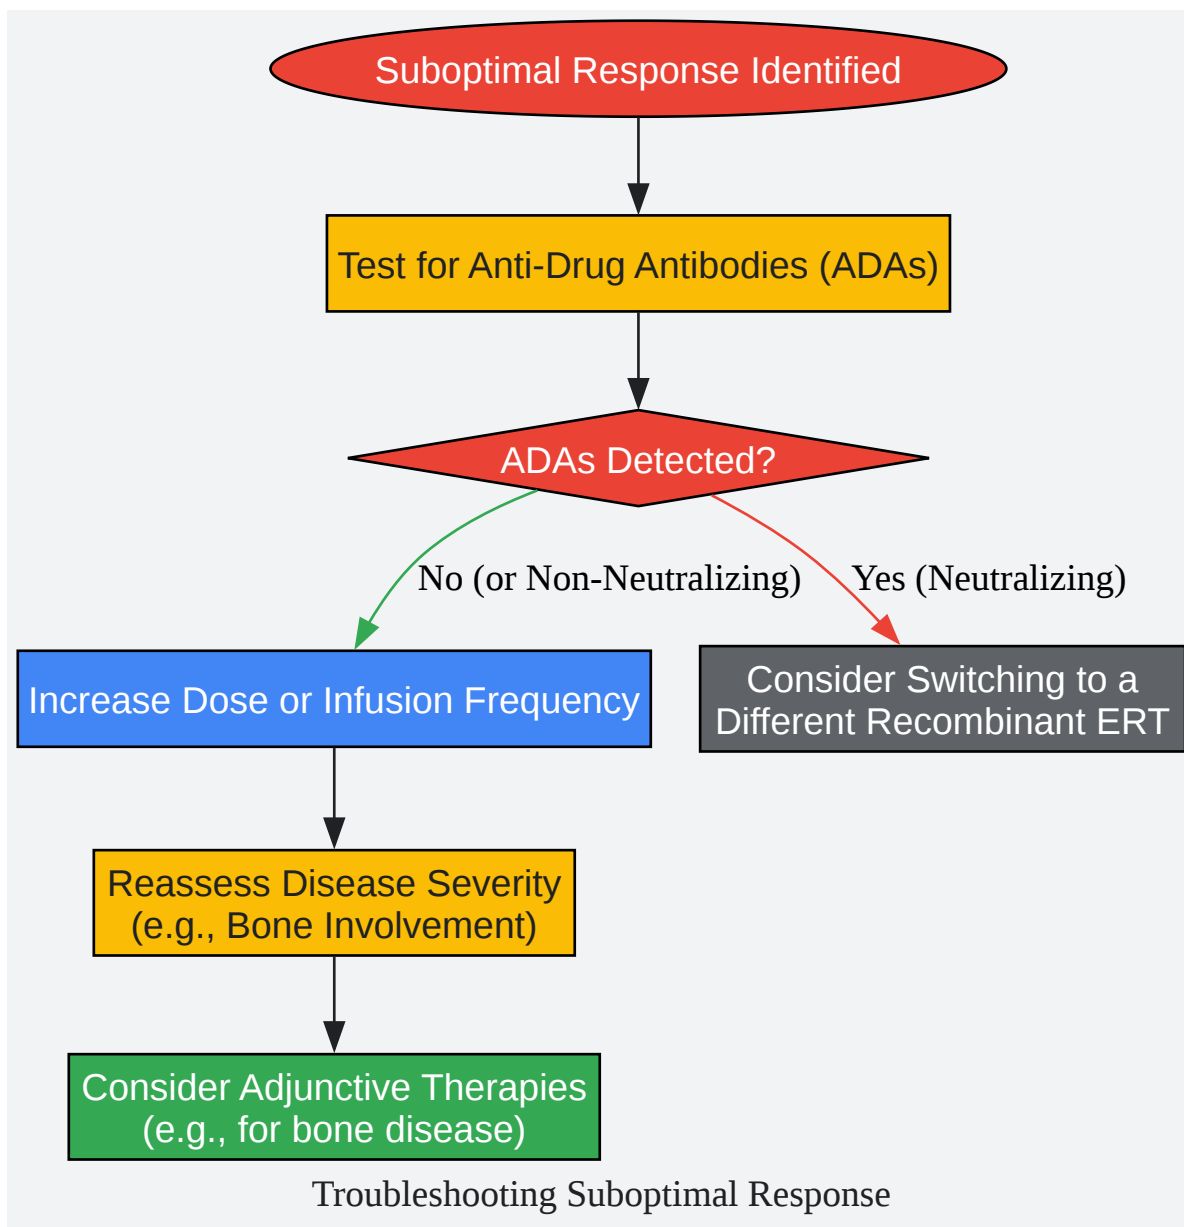 Suboptimal Response Identified
Test for Anti-Drug Antibodies (ADAs)
ADAs Detected?
No (or Non-Neutralizing)
Yes (Neutralizing)
Increase Dose or Infusion Frequency
Consider Switching to a
Different Recombinant ERT
Reassess Disease Severity
(e.g., Bone Involvement)
Consider Adjunctive Therapies
(e.g., for bone disease)
Troubleshooting Suboptimal Response